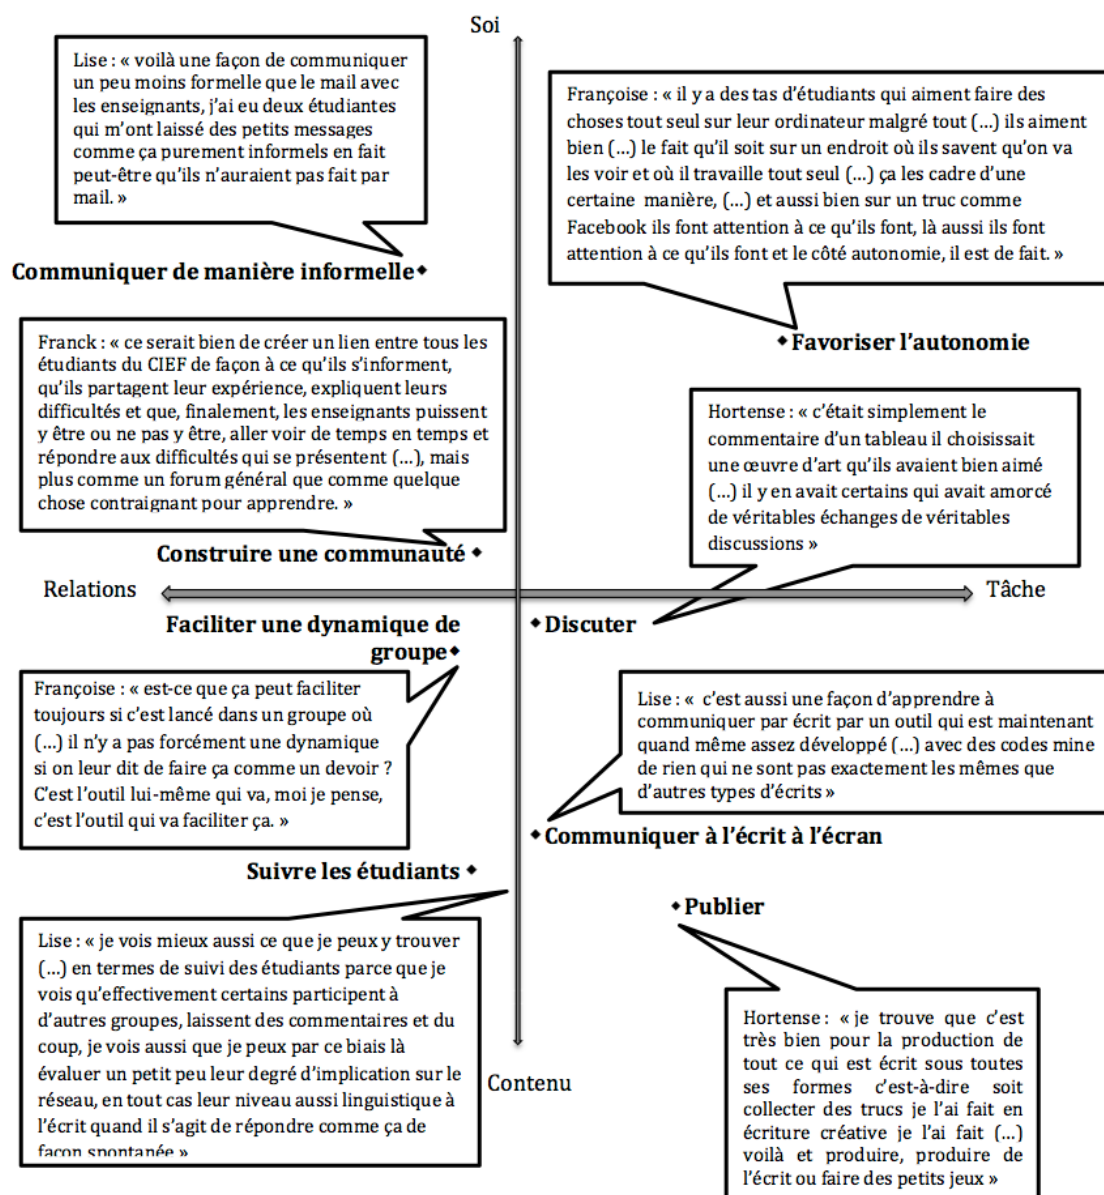 Soi
Lise : « voilà une façon de communiquer
un peu moins formelle que le mail avec
les enseignants, j’ai eu deux étudiantes
qui m’ont laissé des petits messages
comme ça purement informels en fait
peut-être qu’ils n’auraient pas fait par
mail. »
Communiquer de manière informelle
Françoise : « il y a des tas d’étudiants qui aiment faire des
choses tout seul sur leur ordinateur malgré tout (…) ils aiment
bien (…) le fait qu’il soit sur un endroit où ils savent qu’on va
les voir et où il travaille tout seul (…) ça les cadre d’une
certaine manière, (…) et aussi bien sur un truc comme
Facebook ils font attention à ce qu’ils font, là aussi ils font
attention à ce qu’ils font et le côté autonomie, il est de fait. »
Favoriser l’autonomie
Franck : « ce serait bien de créer un lien entre tous les
étudiants du CIEF de façon à ce qu’ils s’informent,
qu’ils partagent leur expérience, expliquent leurs
difficultés et que, finalement, les enseignants puissent
y être ou ne pas y être, aller voir de temps en temps et
répondre aux difficultés qui se présentent (…), mais
plus comme un forum général que comme quelque
chose contraignant pour apprendre. »
Construire une communauté
Hortense : « c’était simplement le
commentaire d’un tableau il choisissait
une œuvre d’art qu’ils avaient bien aimé
(…) il y en avait certains qui avait amorcé
de véritables échanges de véritables
discussions »
Relations
Tâche
Faciliter une dynamique de
groupe
Discuter
Françoise : « est-ce que ça peut faciliter
toujours si c’est lancé dans un groupe où
(…) il n’y a pas forcément une dynamique
si on leur dit de faire ça comme un devoir ?
C’est l’outil lui-même qui va, moi je pense,
c’est l’outil qui va faciliter ça. »
Lise : « c’est aussi une façon d’apprendre à
communiquer par écrit par un outil qui est maintenant
quand même assez développé (…) avec des codes mine
de rien qui ne sont pas exactement les mêmes que
d’autres types d’écrits »
Communiquer à l’écrit à l’écran
Suivre les étudiants
Publier
Lise : « je vois mieux aussi ce que je peux y trouver
(…) en termes de suivi des étudiants parce que je
vois qu’effectivement certains participent à
d’autres groupes, laissent des commentaires et du
coup, je vois aussi que je peux par ce biais là
évaluer un petit peu leur degré d’implication sur le
réseau, en tout cas leur niveau aussi linguistique à
l’écrit quand il s’agit de répondre comme ça de
façon spontanée »
Contenu
Hortense : « je trouve que c’est
très bien pour la production de
tout ce qui est écrit sous toutes
ses formes c’est-à-dire soit
collecter des trucs je l’ai fait en
écriture créative je l’ai fait (…)
voilà et produire, produire de
l’écrit ou faire des petits jeux »